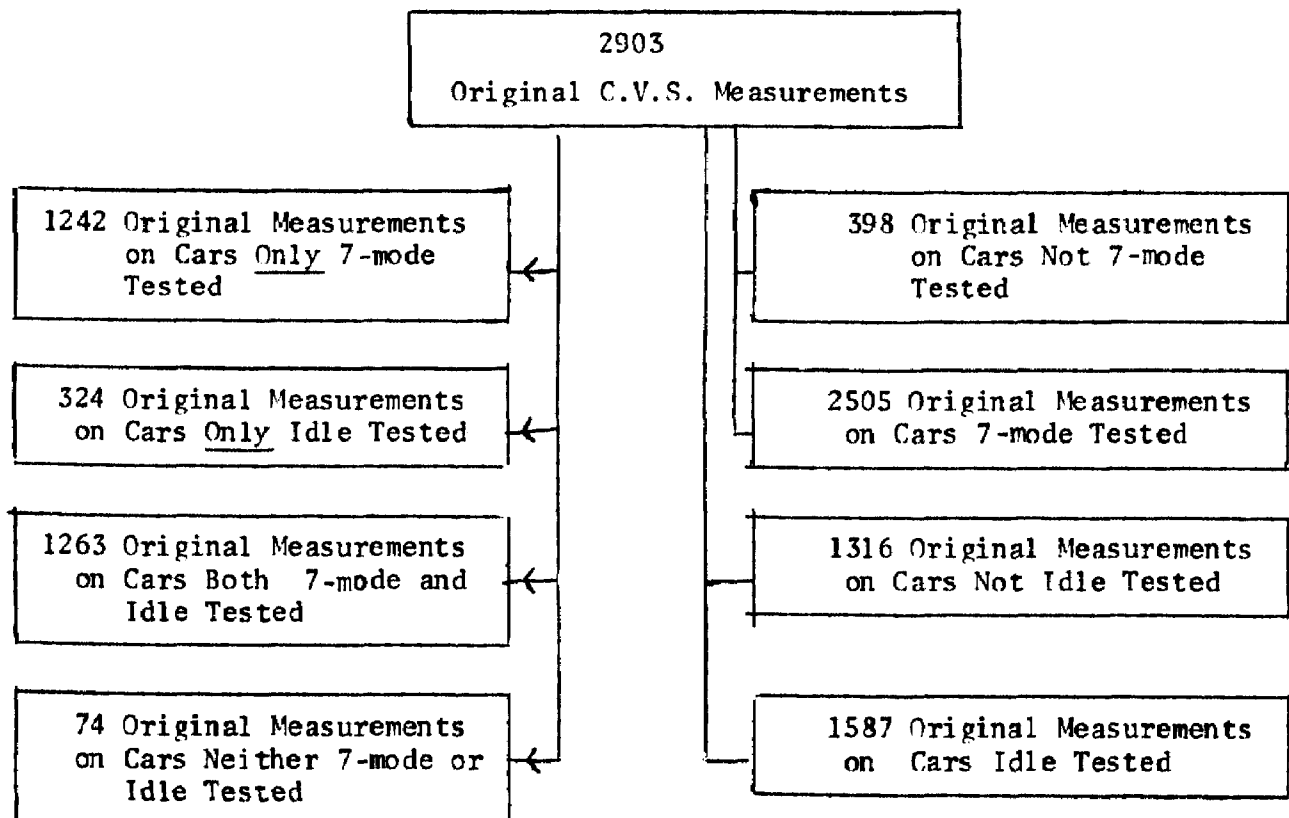 2903
Original C.V.S. Measurements
1242 Original Measurements
on Cars Only 7-mode
Tested
324 Original Measurements
on Cars Only Idle Tested
1263 Original Measurements
on Cars Both 7-mode and
Idle Tested
74 Original Measurements
on Cars Neither 7-mode or
Idle Tested
398 Original Measurements
on Cars Not 7-mode
Tested
2505 Original Measurements
on Cars 7-mode Tested
1316 Original Measurements
on Cars Not Idle Tested
1587 Original Measurements
on Cars Idle Tested